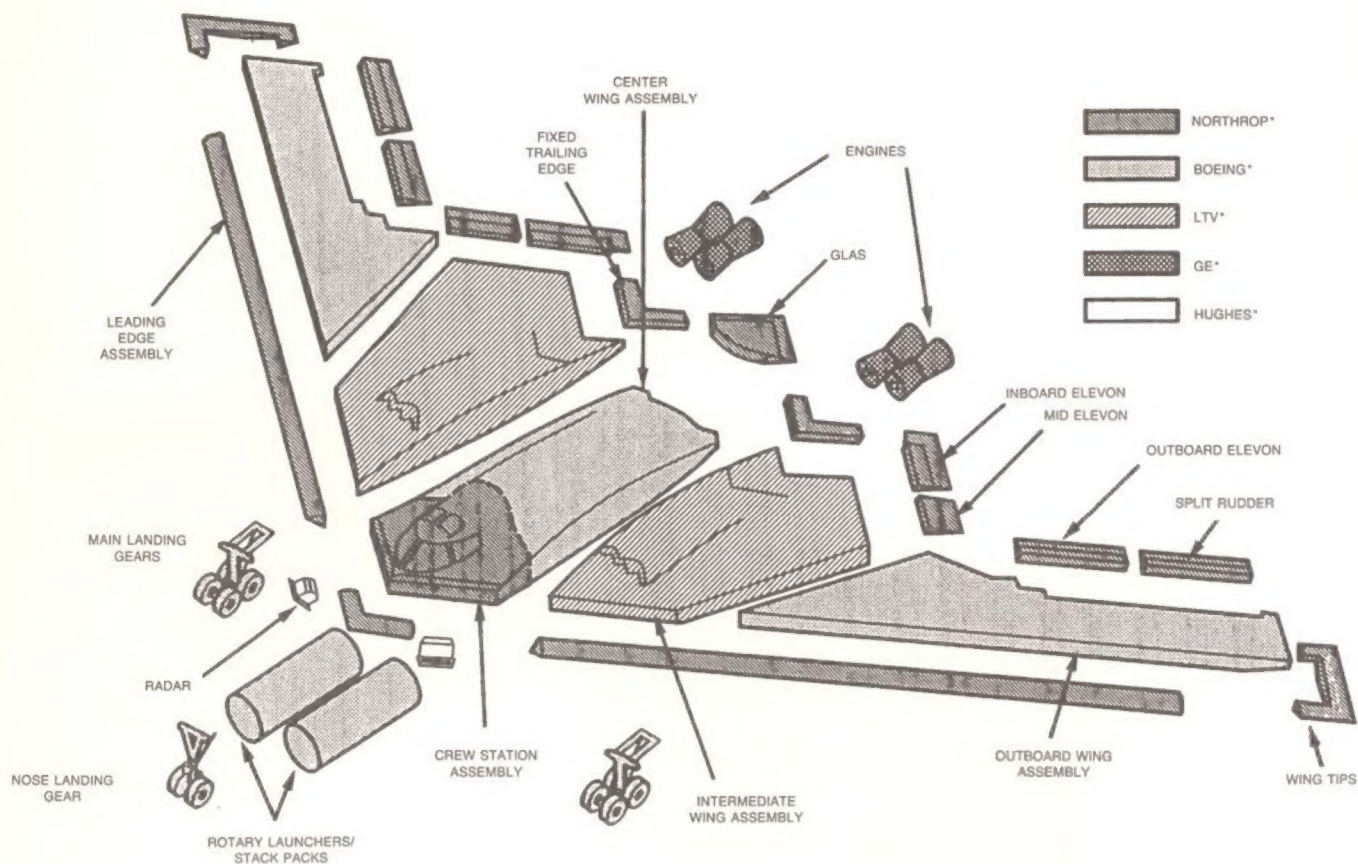 CENTER
WING ASSEMBLY
FIXED
TRAILING
EDGE
ENGINES
GLAS
NORTHROP*
BOEING*
LTV*
GE*
HUGHES*
LEADING
EDGE
ASSEMBLY
INBOARD ELEVON
MID ELEVON
OUTBOARD ELEVON
SPLIT RUDDER
MAIN LANDING
GEARS
RADAR
NOSE LANDING
GEAR
ROTARY LAUNCHERS/
STACK PACKS
CREW STATION
ASSEMBLY
INTERMEDIATE
WING ASSEMBLY
OUTBOARD WING
ASSEMBLY
WING TIPS